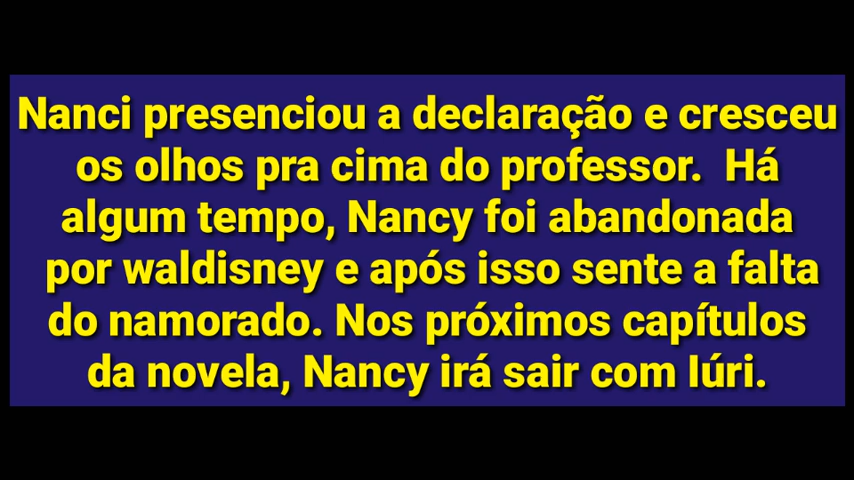 Nanci presenciou a declaração e cresceu
os olhos pra cima do professor. Há
algum tempo, Nancy foi abandonada
por waldisney e após isso sente a falta
do namorado. Nos próximos capítulos
da novela, Nancy irá sair com Iúri.